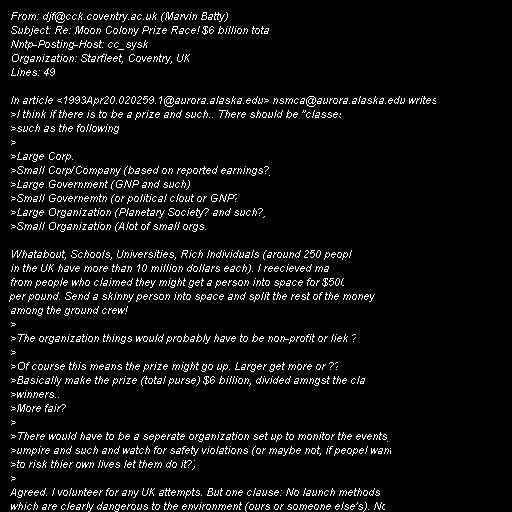 From: djf@cck.coventry.ac.uk (Marvin Batty)
Subject: Re: Moon Colony Prize Race! $6 billion tota
Nntp-Posting-Host: cc_sysk
Organization: Starfleet, Coventry, UK
Lines: 49

In article <1993Apr20.020259.1@aurora.alaska.edu> nsmca@aurora.alaska.edu writes
>I think if there is to be a prize and such.. There should be "classes
>such as the following
>
>Large Corp.
>Small Corp/Company (based on reported earnings?)
>Large Government (GNP and such)
>Small Governemtn (or political clout or GNP?
>Large Organization (Planetary Society? and such?)
>Small Organization (Alot of small orgs.

Whatabout, Schools, Universities, Rich Individuals (around 250 peopl
in the UK have more than 10 million dollars each). I reecieved ma
from people who claimed they might get a person into space for $500
per pound. Send a skinny person into space and split the rest of the money
among the ground crew!
>
>The organization things would probably have to be non-profit or liek ?
>
>Of course this means the prize might go up. Larger get more or ??
>Basically make the prize (total purse) $6 billion, divided amngst the cla
>winners..
>More fair?
>
>There would have to be a seperate organization set up to monitor the events,
>umpire and such and watch for safety violations (or maybe not, if peopel want
>to risk thier own lives let them do it?)
>
Agreed. I volunteer for any UK attempts. But one clause: No launch methods
which are clearly dangerous to the environment (ours or someone else's). No